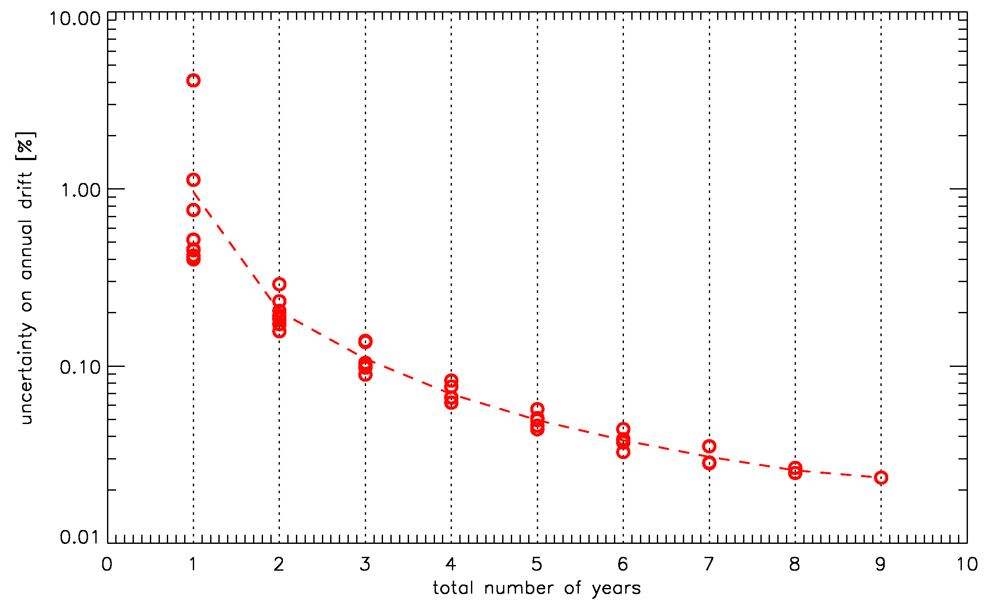 10.00
1.00
0.10
0.01
uncertainty on annual drift [%]
0 1 2 3 4 5 6 7 8 9 10
total number of years